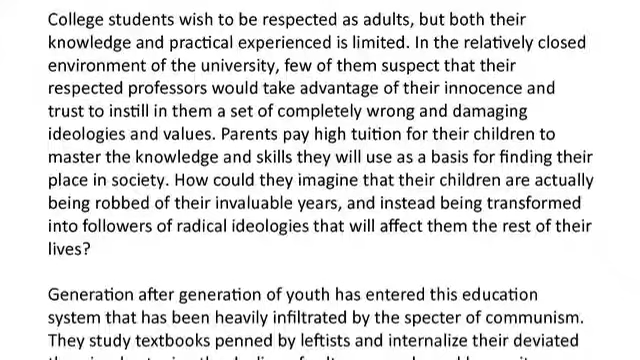 College students wish to be respected as adults, but both their
knowledge and practical experienced is limited. In the relatively closed
environment of the university, few of them suspect that their
respected professors would take advantage of their innocence and
trust to instill in them a set of completely wrong and damaging
ideologies and values. Parents pay high tuition for their children to
master the knowledge and skills they will use as a basis for finding their
place in society. How could they imagine that their children are actually
being robbed of their invaluable years, and instead being transformed
into followers of radical ideologies that will affect them the rest of their
lives?
Generation after generation of youth has entered this education
system that has been heavily infiltrated by the specter of communism.
They study textbooks penned by leftists and internalize their deviated